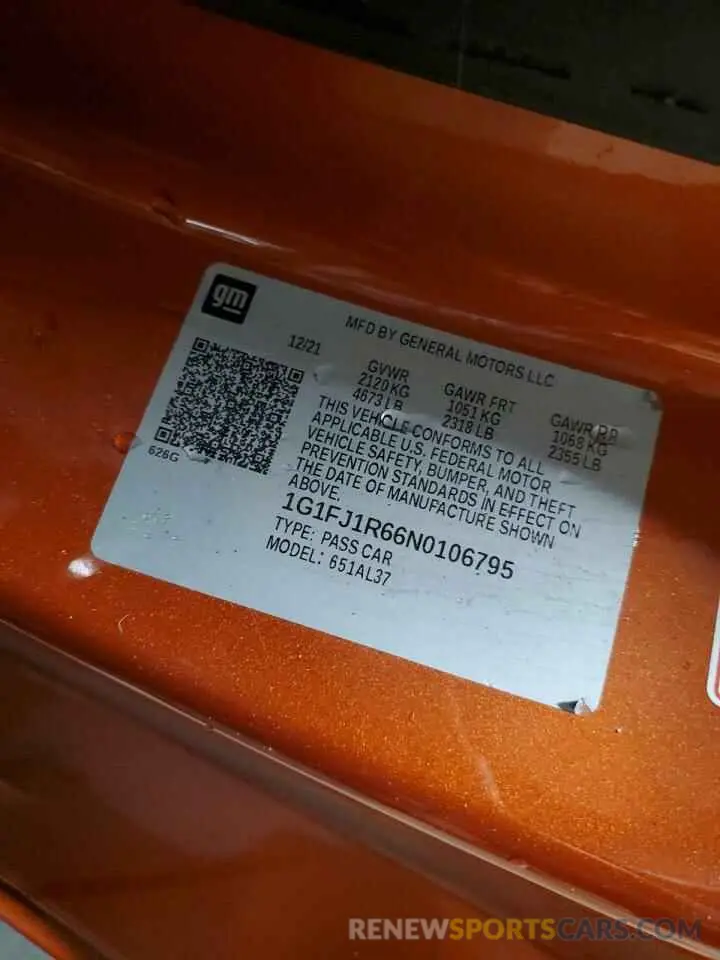 gm
MFD BY GENERAL MOTORS LLC
12/21
GVWR
2120 KG
4673 LB
GAWR FRT
1051 KG
2318 LB
GAWR RR
1068 KG
2355 LB
626G
THIS VEHICLE CONFORMS TO ALL
APPLICABLE U.S. FEDERAL MOTOR
VEHICLE SAFETY, BUMPER, AND THEFT
PREVENTION STANDARDS IN EFFECT ON
THE DATE OF MANUFACTURE SHOWN
ABOVE.
1G1FJ1R66N0106795
TYPE: PASS CAR
MODEL: 651AL37
RENEWSPORTSCARS.COM